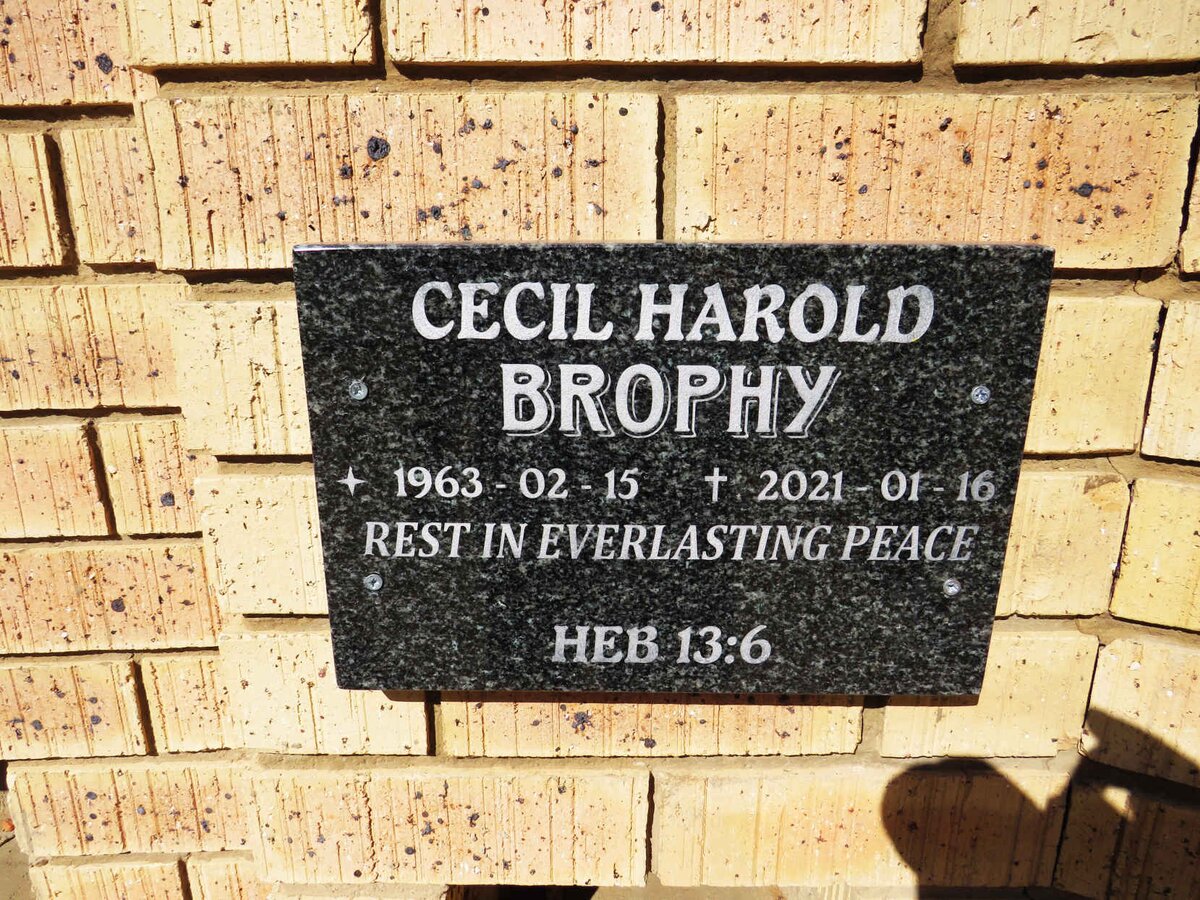 CECIL HAROLD
BROPHY
✦ 1963 - 02 - 15 ✝ 2021 - 01 - 16
REST IN EVERLASTING PEACE
HEB 13:6